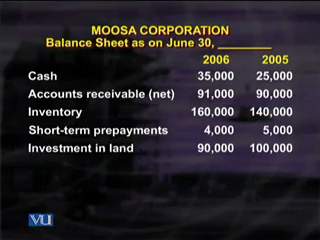 MOOSA CORPORATION
Balance Sheet as on June 30, ________
2006 2005
Cash 35,000 25,000
Accounts receivable (net) 91,000 90,000
Inventory 160,000 140,000
Short-term prepayments 4,000 5,000
Investment in land 90,000 100,000
VU